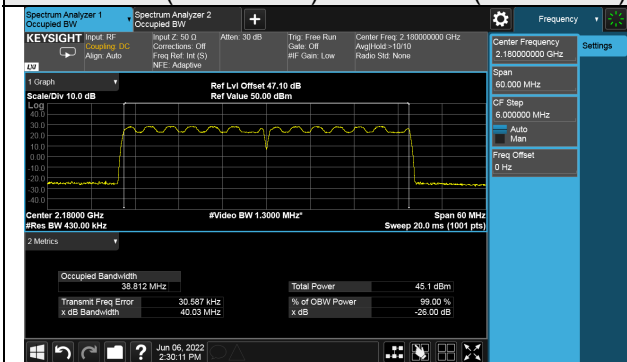 Spectrum Analyzer 1
Occupied BW
Spectrum Analyzer 2
Occupied BW
+
Frequency
KEYSIGHT
Input: RF
Coupling: DC
Align: Auto
Input Z: 50 Ω
Corrections: Off
Freq Ref: Int (S)
NFE: Adaptive
Atten: 30 dB
Trig: Free Run
Gate: Off
#IF Gain: Low
Center Freq: 2.180000000 GHz
Avg|Hold:>10/10
Radio Std: None
LXI
Center Frequency
2.180000000 GHz
Settings
Span
60.000 MHz
CF Step
6.000000 MHz
Auto
Man
Freq Offset
0 Hz
1 Graph
Scale/Div 10.0 dB
Ref Lvl Offset 47.10 dB
Ref Value 50.00 dBm
Log
40.0
30.0
20.0
10.0
0.00
-10.0
-20.0
-30.0
-40.0
Center 2.18000 GHz
#Video BW 1.3000 MHz*
Span 60 MHz
#Res BW 430.00 kHz
Sweep 20.0 ms (1001 pts)
2 Metrics
Occupied Bandwidth
38.812 MHz
Total Power
45.1 dBm
Transmit Freq Error
30.587 kHz
% of OBW Power
99.00 %
x dB Bandwidth
40.03 MHz
x dB
-26.00 dB
?
Jun 06, 2022
2:30:11 PM